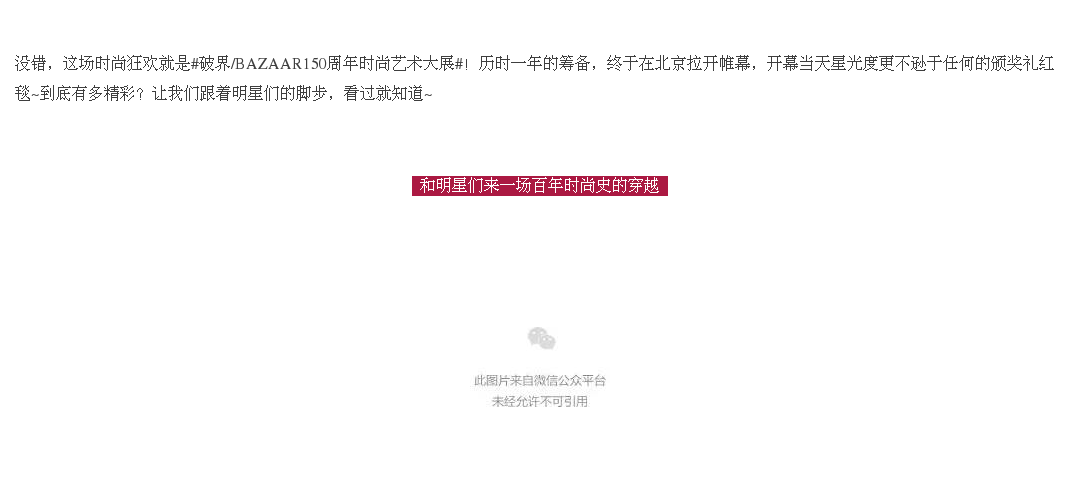 没错，这场时尚狂欢就是#破界/BAZAAR150周年时尚艺术大展#！历时一年的筹备，终于在北京拉开帷幕，开幕当天星光度更不逊于任何的颁奖礼红
毯~到底有多精彩？让我们跟着明星们的脚步，看过就知道~
和明星们来一场百年时尚史的穿越
此图片来自微信公众平台
未经允许不可引用